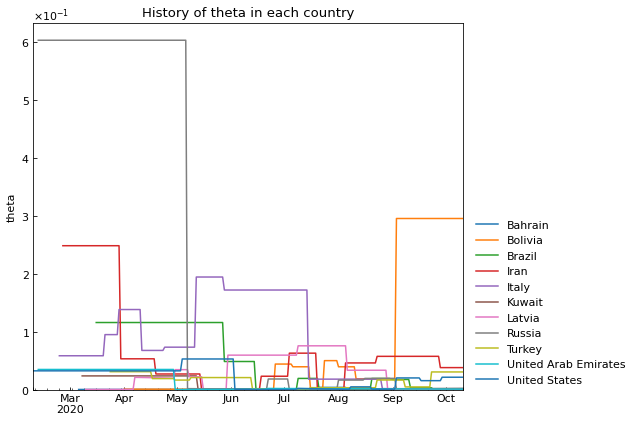 History of theta in each country
×10⁻¹
6
5
4
3
2
1
0
theta
Mar Apr May Jun Jul Aug Sep Oct
2020
Bahrain
Bolivia
Brazil
Iran
Italy
Kuwait
Latvia
Russia
Turkey
United Arab Emirates
United States